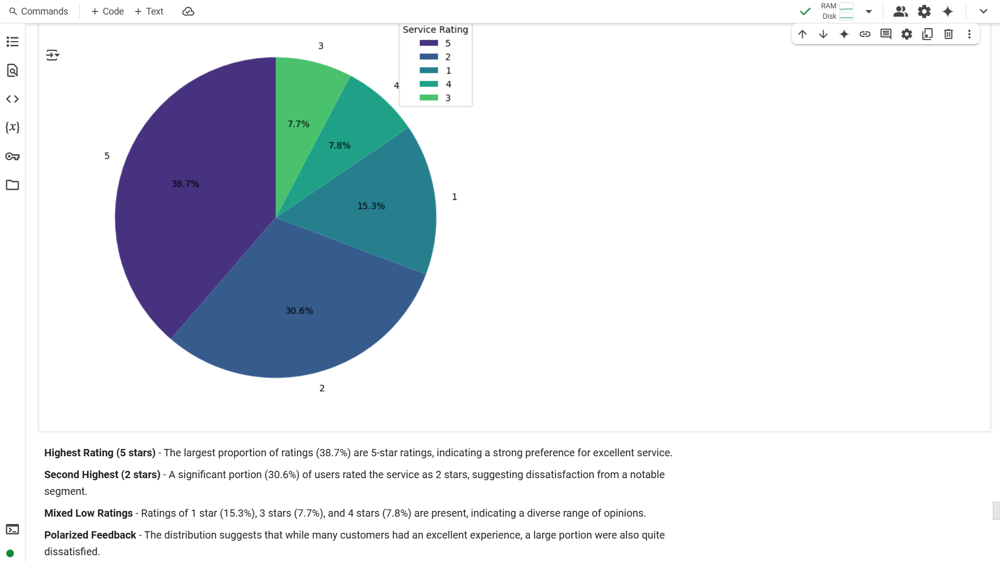 Commands + Code + Text
RAM
Disk
Service Rating
5
2
1
4
3
3
4
7.7%
7.8%
5
38.7%
15.3%
1
30.6%
2
{x}
Highest Rating (5 stars) - The largest proportion of ratings (38.7%) are 5-star ratings, indicating a strong preference for excellent service.
Second Highest (2 stars) - A significant portion (30.6%) of users rated the service as 2 stars, suggesting dissatisfaction from a notable
segment.
Mixed Low Ratings - Ratings of 1 star (15.3%), 3 stars (7.7%), and 4 stars (7.8%) are present, indicating a diverse range of opinions.
Polarized Feedback - The distribution suggests that while many customers had an excellent experience, a large portion were also quite
dissatisfied.